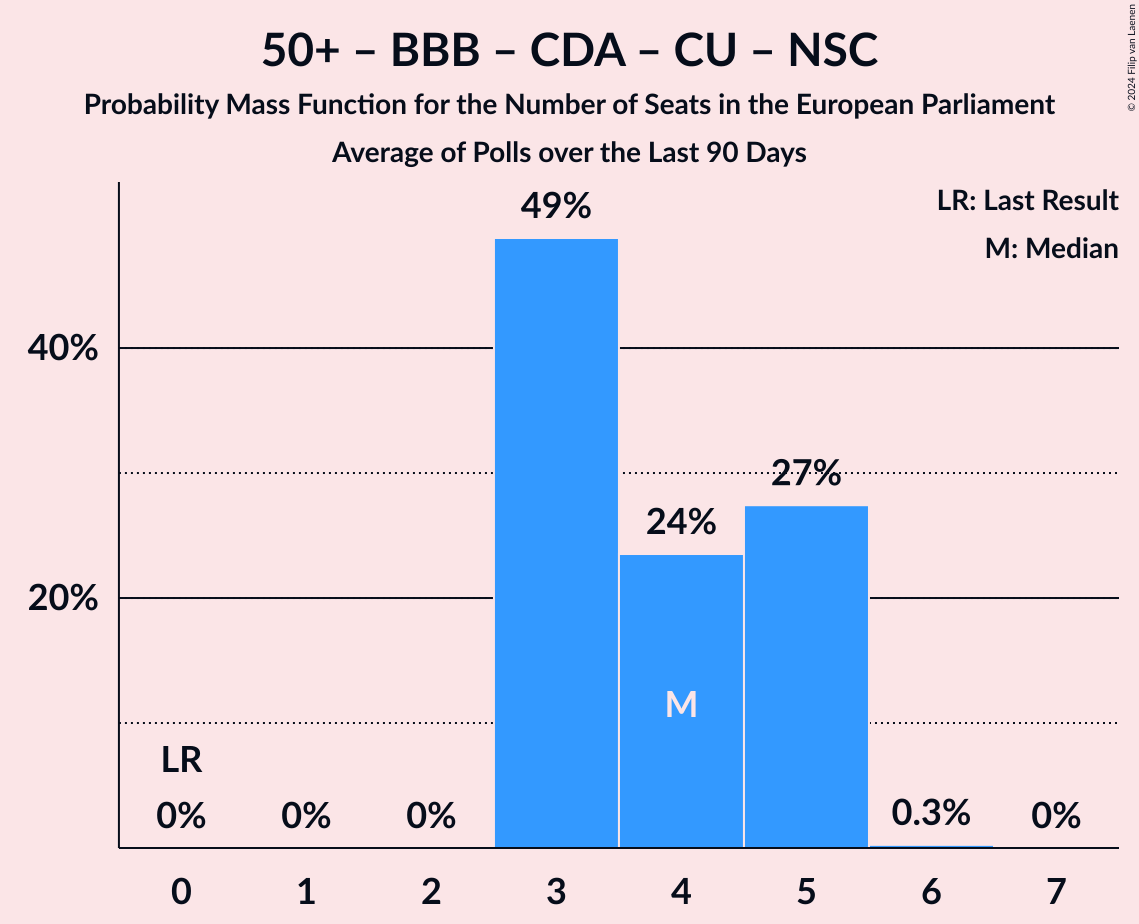 50+ – BBB – CDA – CU – NSC
Probability Mass Function for the Number of Seats in the European Parliament
Average of Polls over the Last 90 Days
© 2024 Filip van Laenen
LR: Last Result
M: Median
49%
40%
27%
24%
20%
M
LR
0%
0%
0%
0.3%
0%
0
1
2
3
4
5
6
7